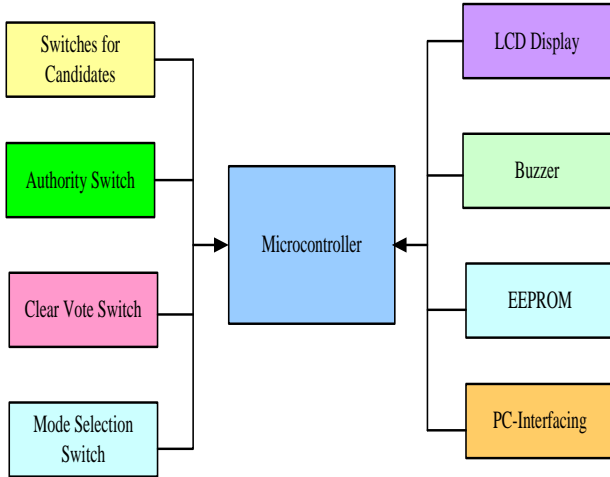 Switches for
Candidates
Authority Switch
Clear Vote Switch
Mode Selection
Switch
Microcontroller
LCD Display
Buzzer
EEPROM
PC-Interfacing